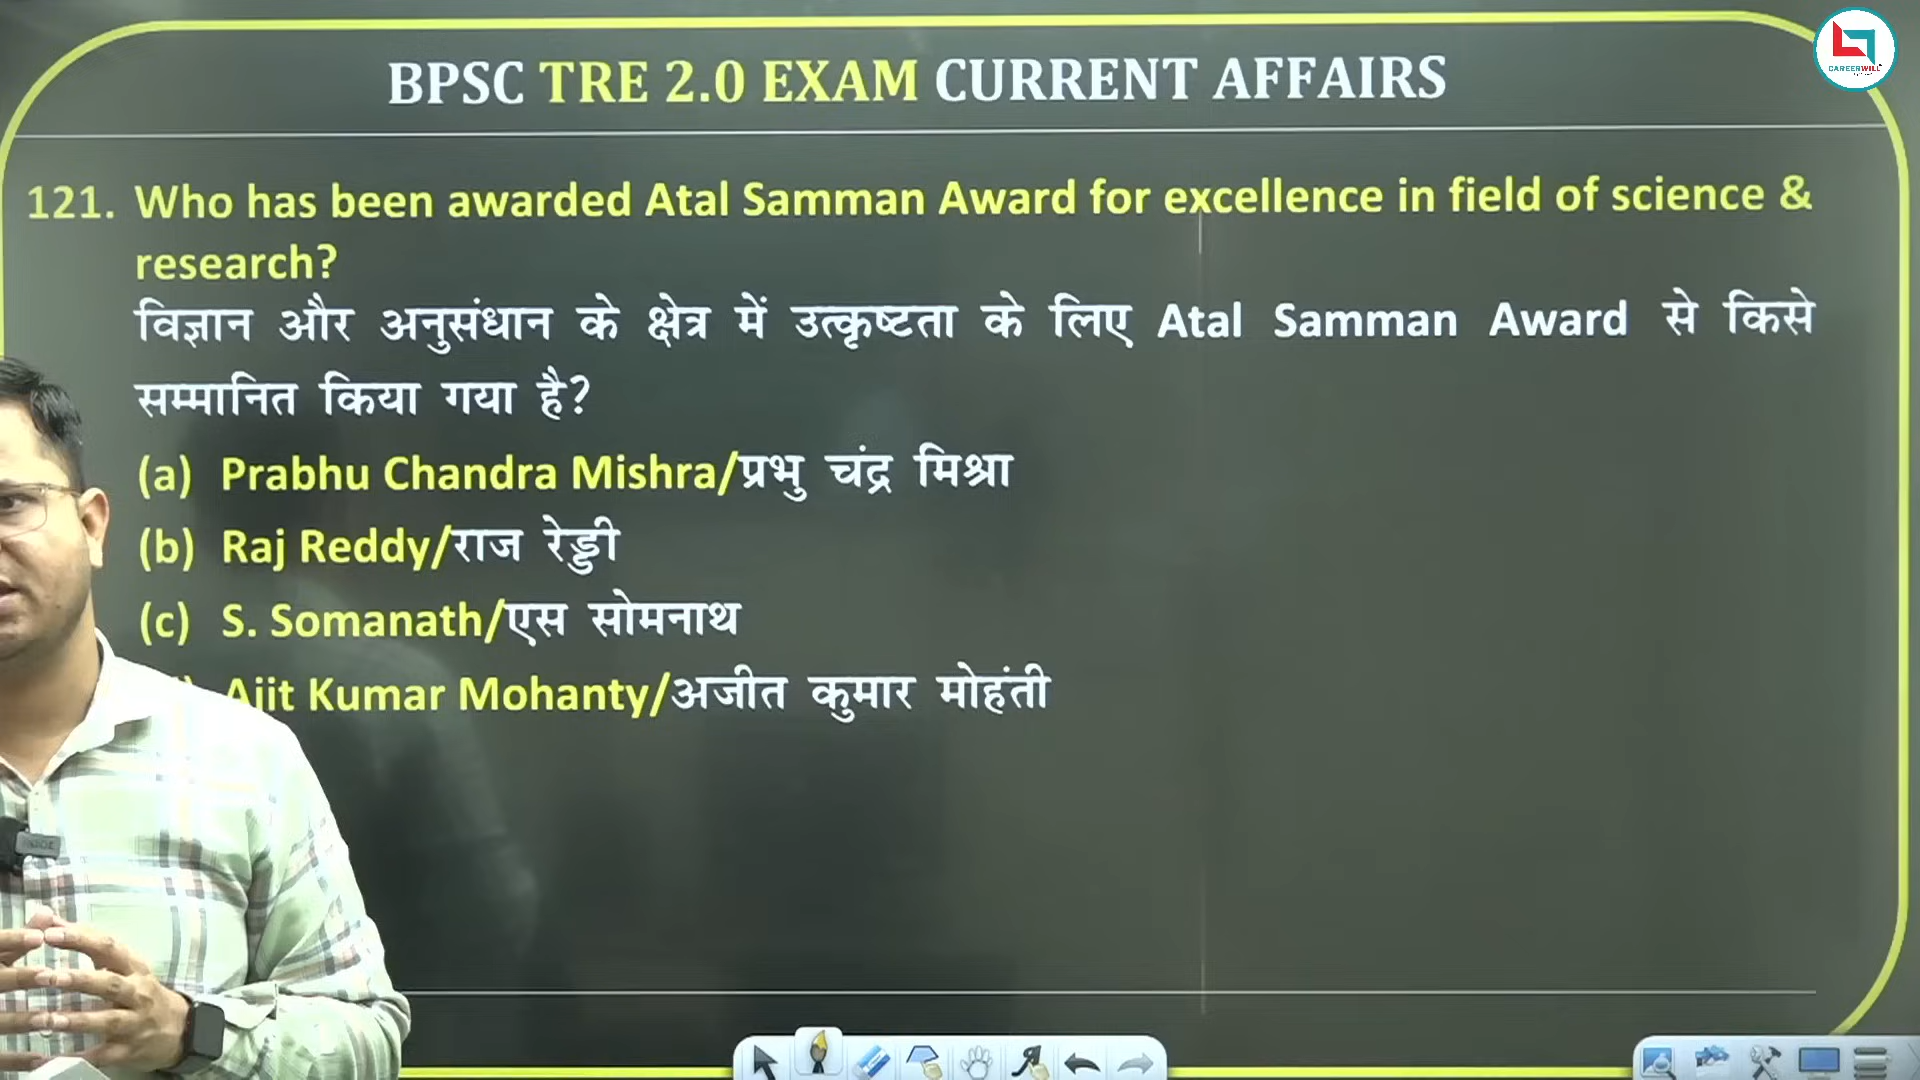 BPSC TRE 2.0 EXAM CURRENT AFFAIRS
CAREERWILL
121. Who has been awarded Atal Samman Award for excellence in field of science &
research?
विज्ञान और अनुसंधान के क्षेत्र में उत्कृष्टता के लिए Atal Samman Award से किसे
सम्मानित किया गया है?
(a) Prabhu Chandra Mishra/प्रभु चंद्र मिश्रा
(b) Raj Reddy/राज रेड्डी
(c) S. Somanath/एस सोमनाथ
Ajit Kumar Mohanty/अजीत कुमार मोहंती